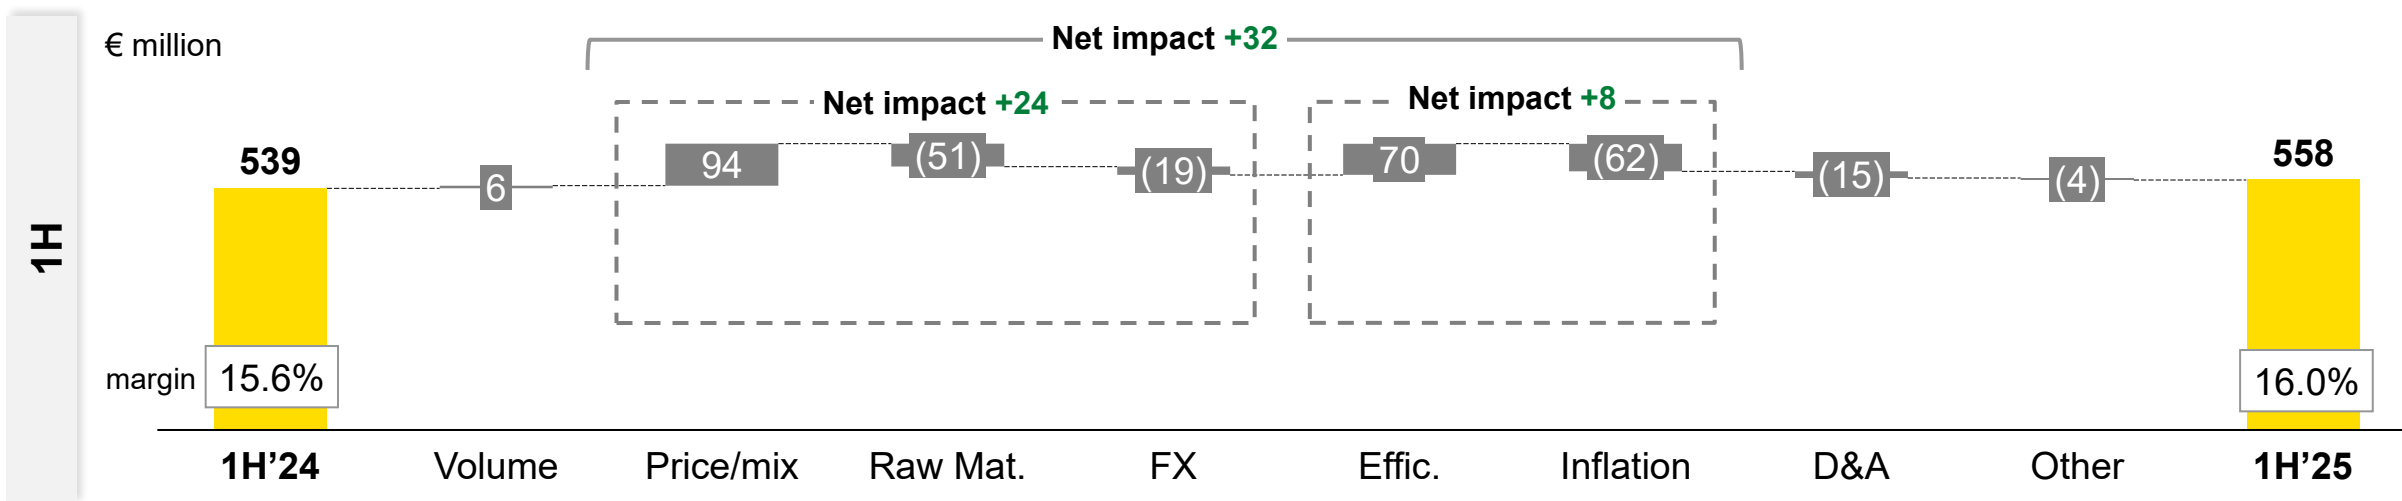 1H
€ million
Net impact +32
Net impact +24
Net impact +8
539
6
94
(51)
(19)
70
(62)
(15)
(4)
558
margin
15.6%
16.0%
1H’24 Volume Price/mix Raw Mat. FX Effic. Inflation D&A Other 1H’25